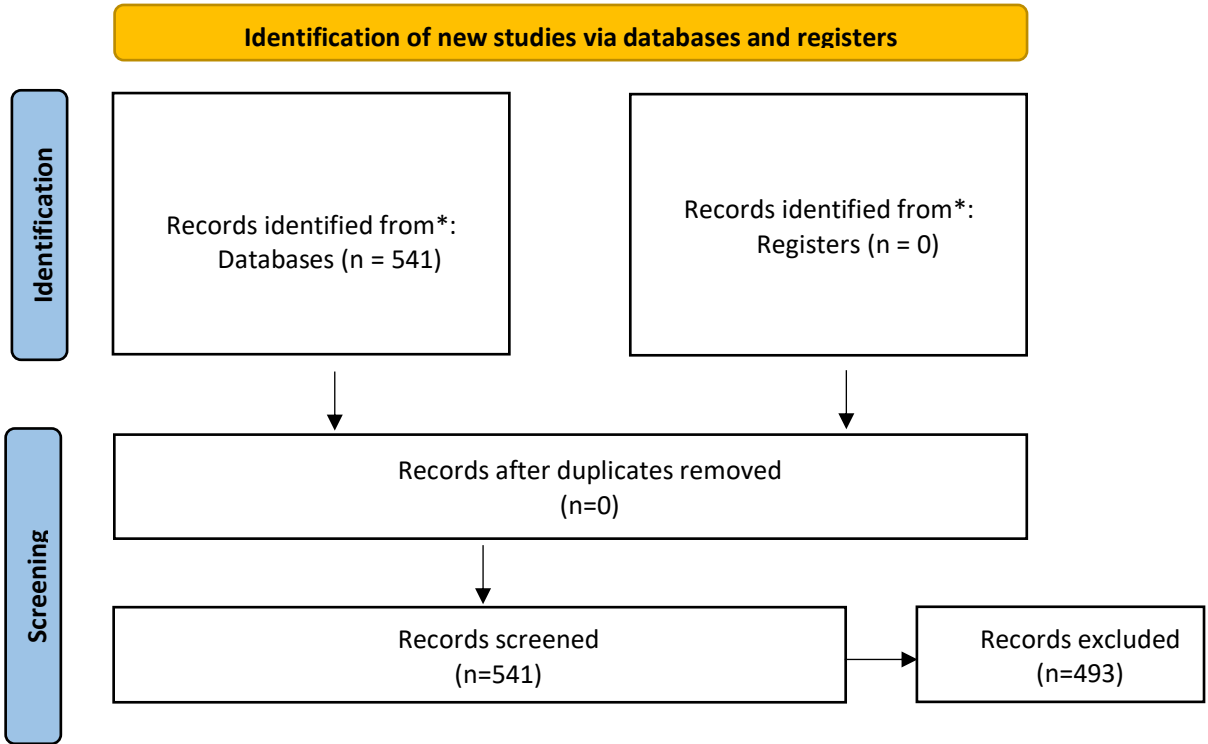 Identification of new studies via databases and registers
Identification
Records identified from*:
Databases (n = 541)
Records identified from*:
Registers (n = 0)
Screening
Records after duplicates removed
(n=0)
Records screened
(n=541)
Records excluded
(n=493)